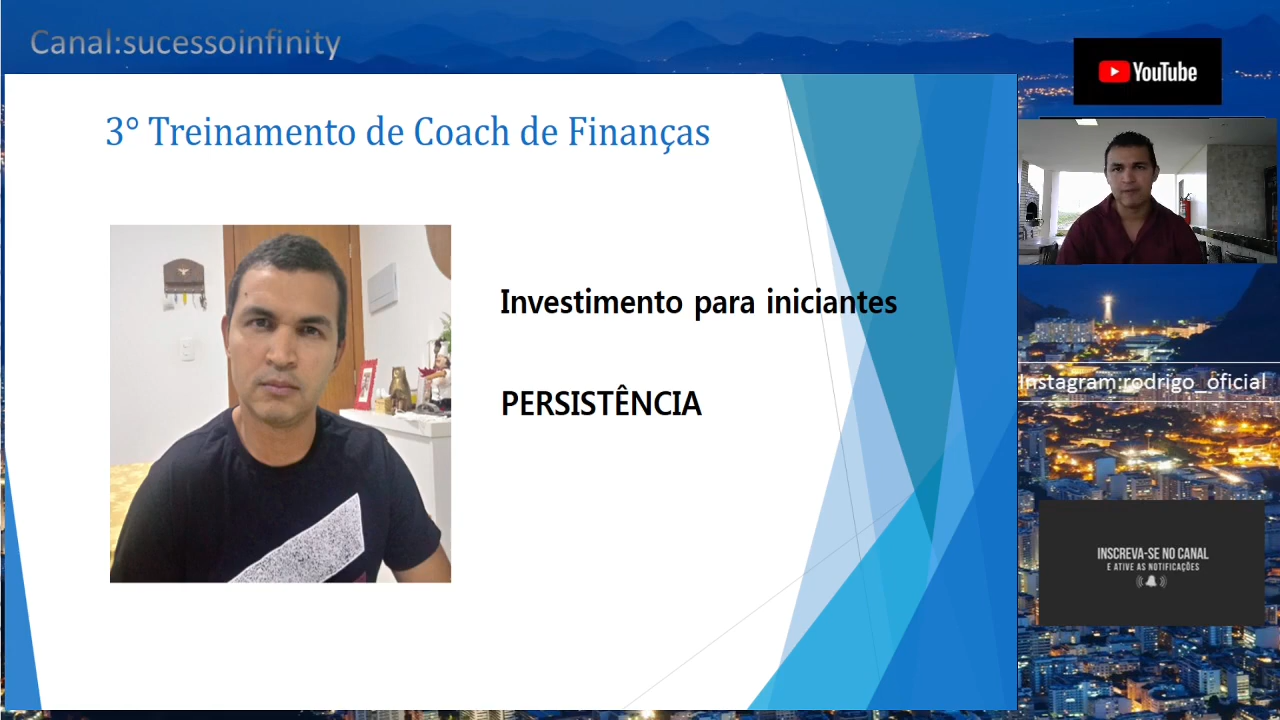 Canal:sucessoinfinity
YouTube
3° Treinamento de Coach de Finanças
Investimento para iniciantes
PERSISTÊNCIA
Instagram:rodrigo_oficial
INSCREVA-SE NO CANAL
E ATIVE AS NOTIFICAÇÕES